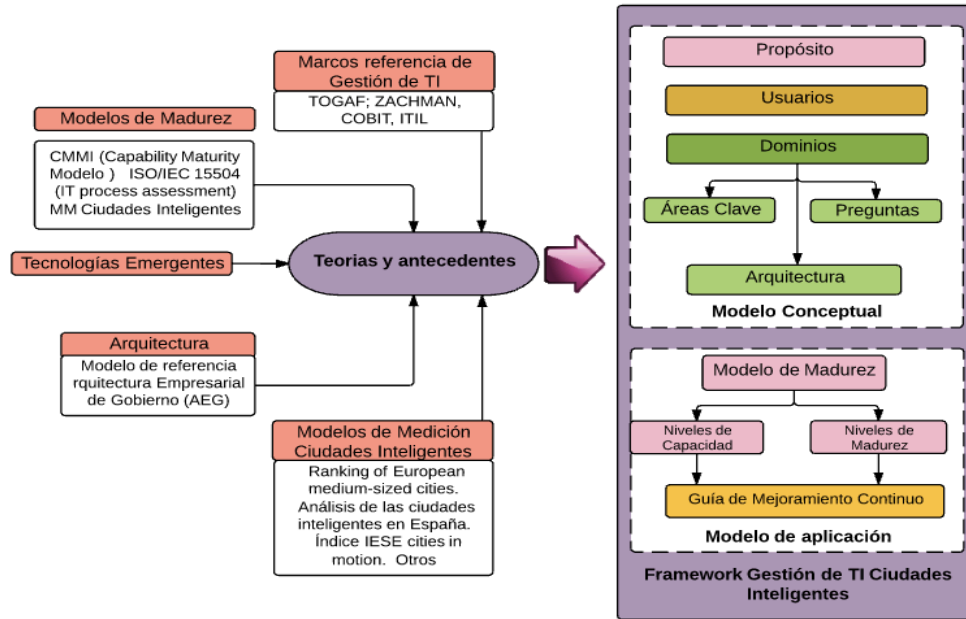 Marcos referencia de
Gestión de TI
TOGAF; ZACHMAN,
COBIT, ITIL
Modelos de Madurez
CMMI (Capability Maturity
Modelo ) ISO/IEC 15504
(IT process assessment)
MM Ciudades Inteligentes
Tecnologías Emergentes
Teorias y antecedentes
Arquitectura
Modelo de referencia
rquitectura Empresarial
de Gobierno (AEG)
Modelos de Medición
Ciudades Inteligentes
Ranking of European
medium-sized cities.
Análisis de las ciudades
inteligentes en España.
Índice IESE cities in
motion. Otros
Propósito
Usuarios
Dominios
Áreas Clave
Preguntas
Arquitectura
Modelo Conceptual
Modelo de Madurez
Niveles de
Capacidad
Niveles de
Madurez
Guía de Mejoramiento Continuo
Modelo de aplicación
Framework Gestión de TI Ciudades
Inteligentes